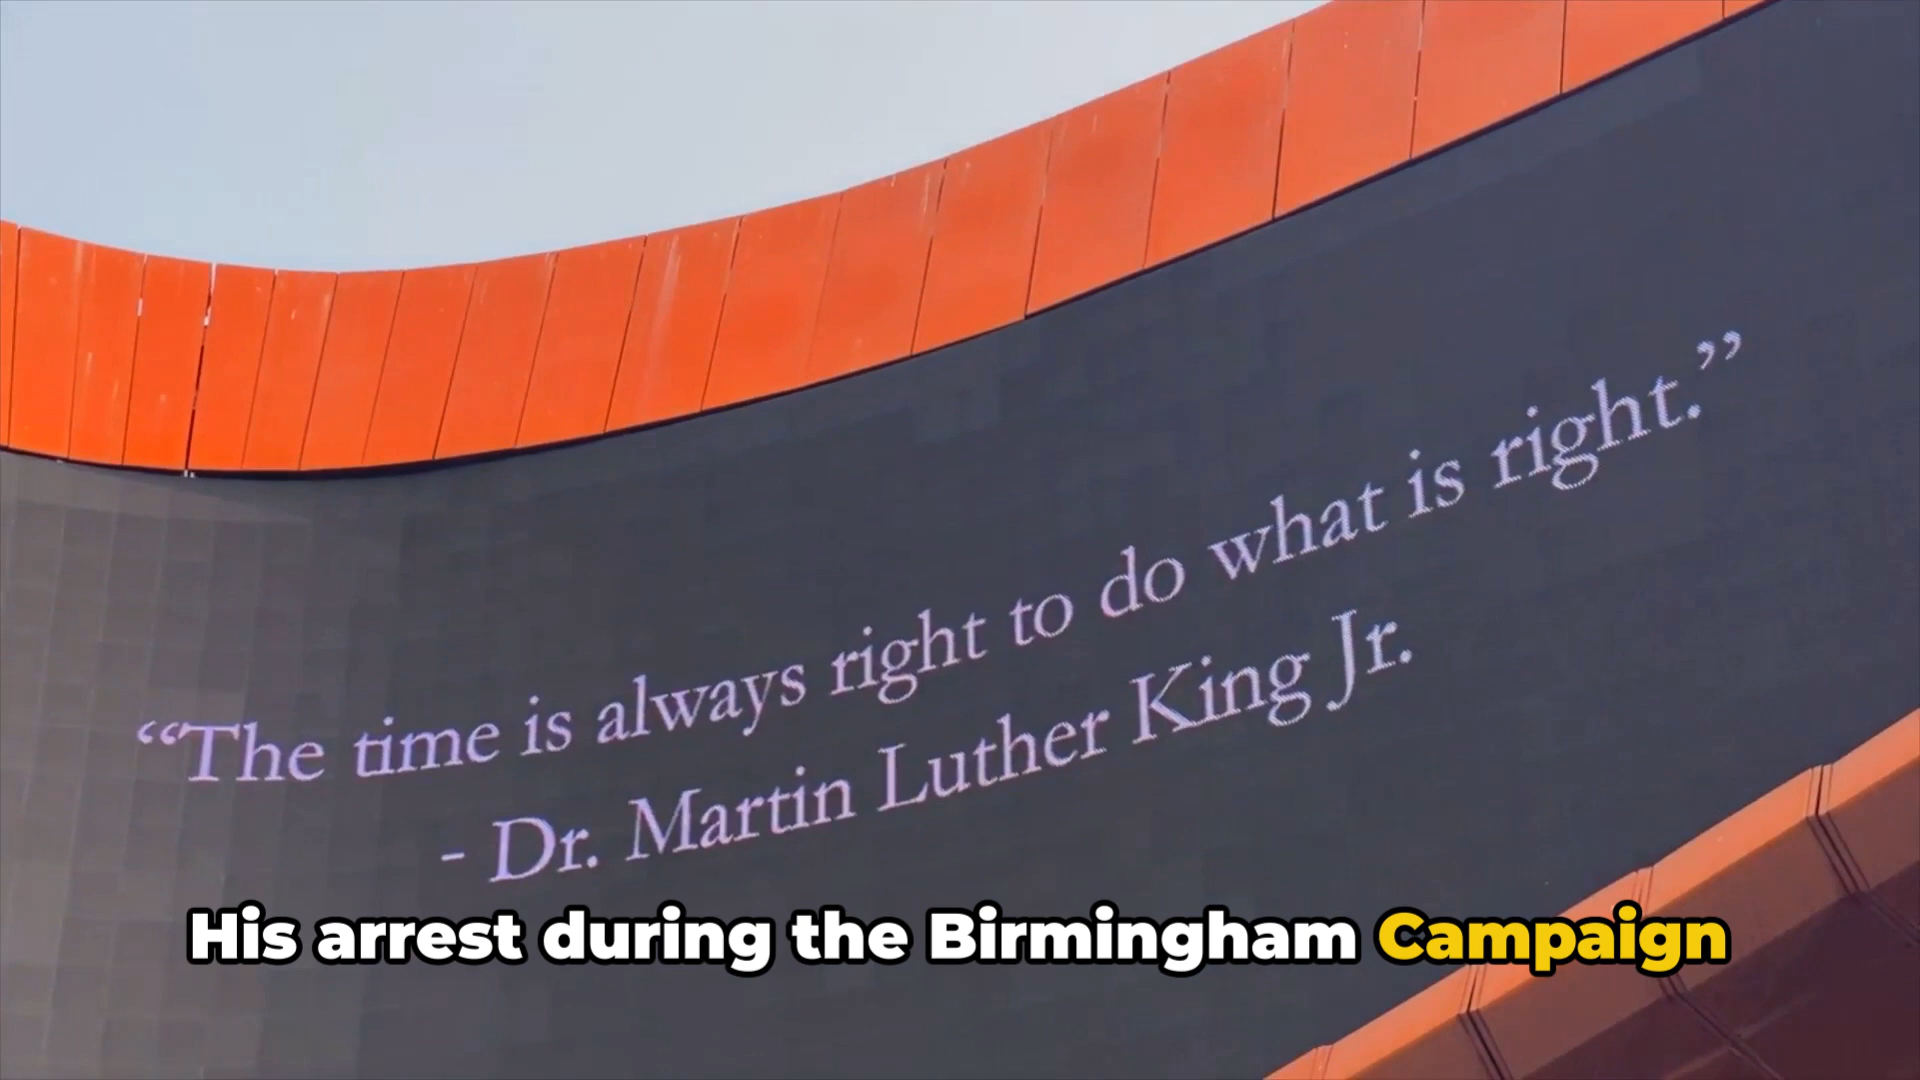 “The time is always right to do what is right.”
- Dr. Martin Luther King Jr.
His arrest during the Birmingham Campaign